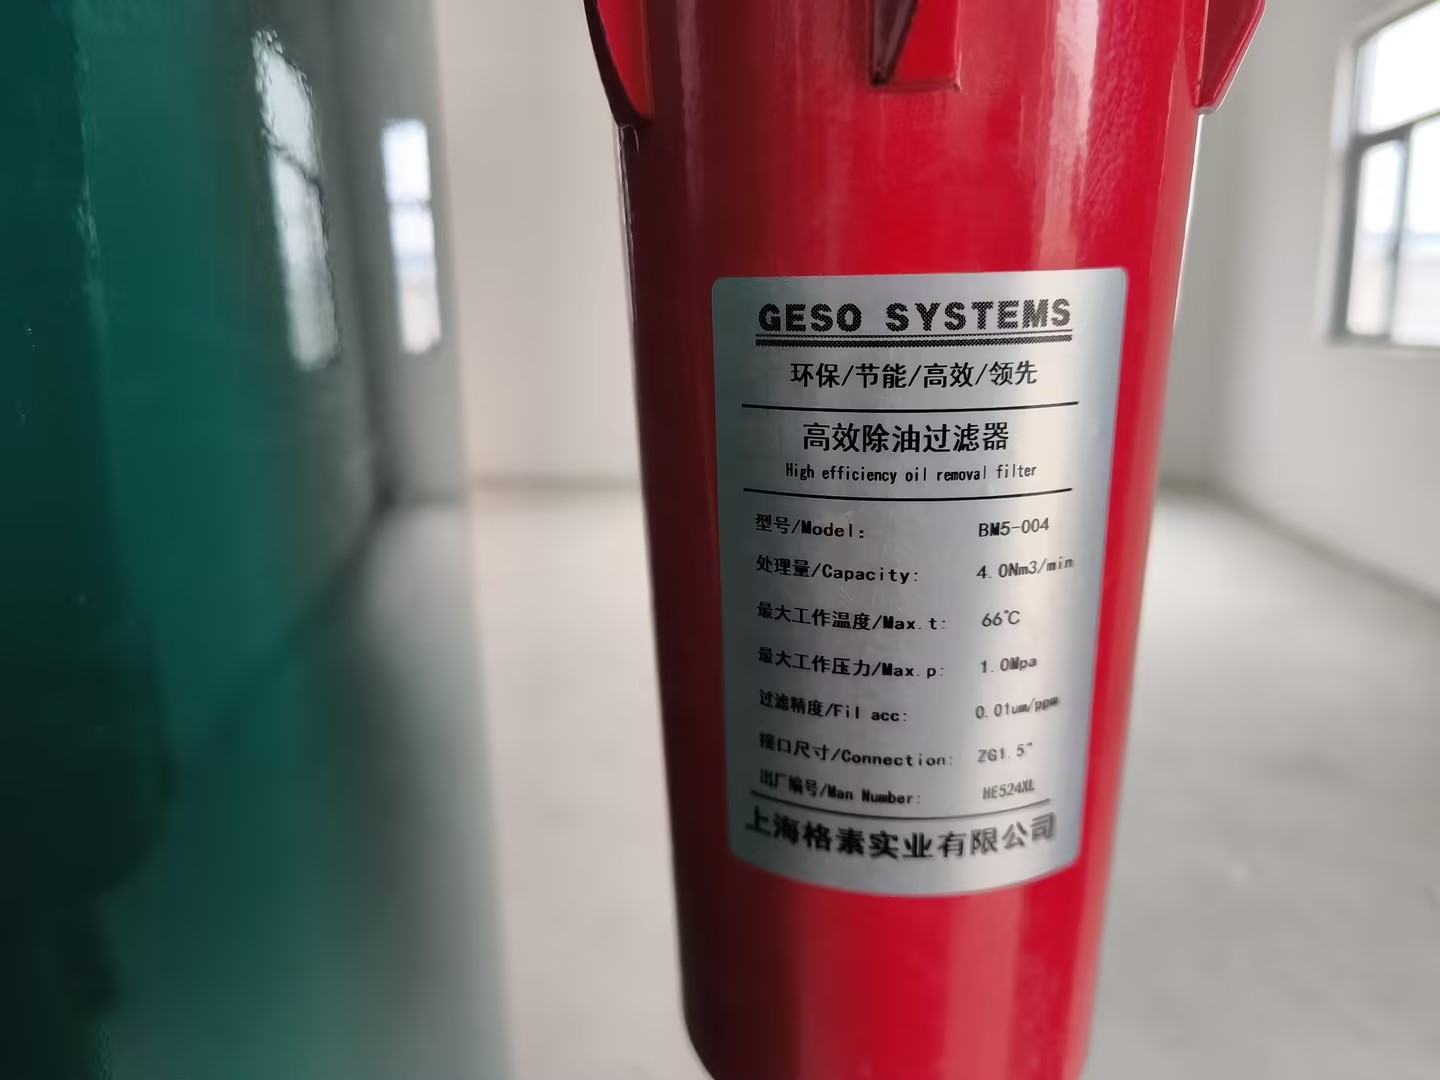 GESO SYSTEMS
环保/节能/高效/领先
高效除油过滤器
High efficiency oil removal filter
型号/Model: BM5-004
处理量/Capacity: 4.0Nm3/min
最大工作温度/Max.t: 66℃
最大工作压力/Max.p: 1.0Mpa
过滤精度/Fil acc: 0.01um/ppm
接口尺寸/Connection: ZG1.5"
出厂编号/Man Number: HE524XL
上海格素实业有限公司